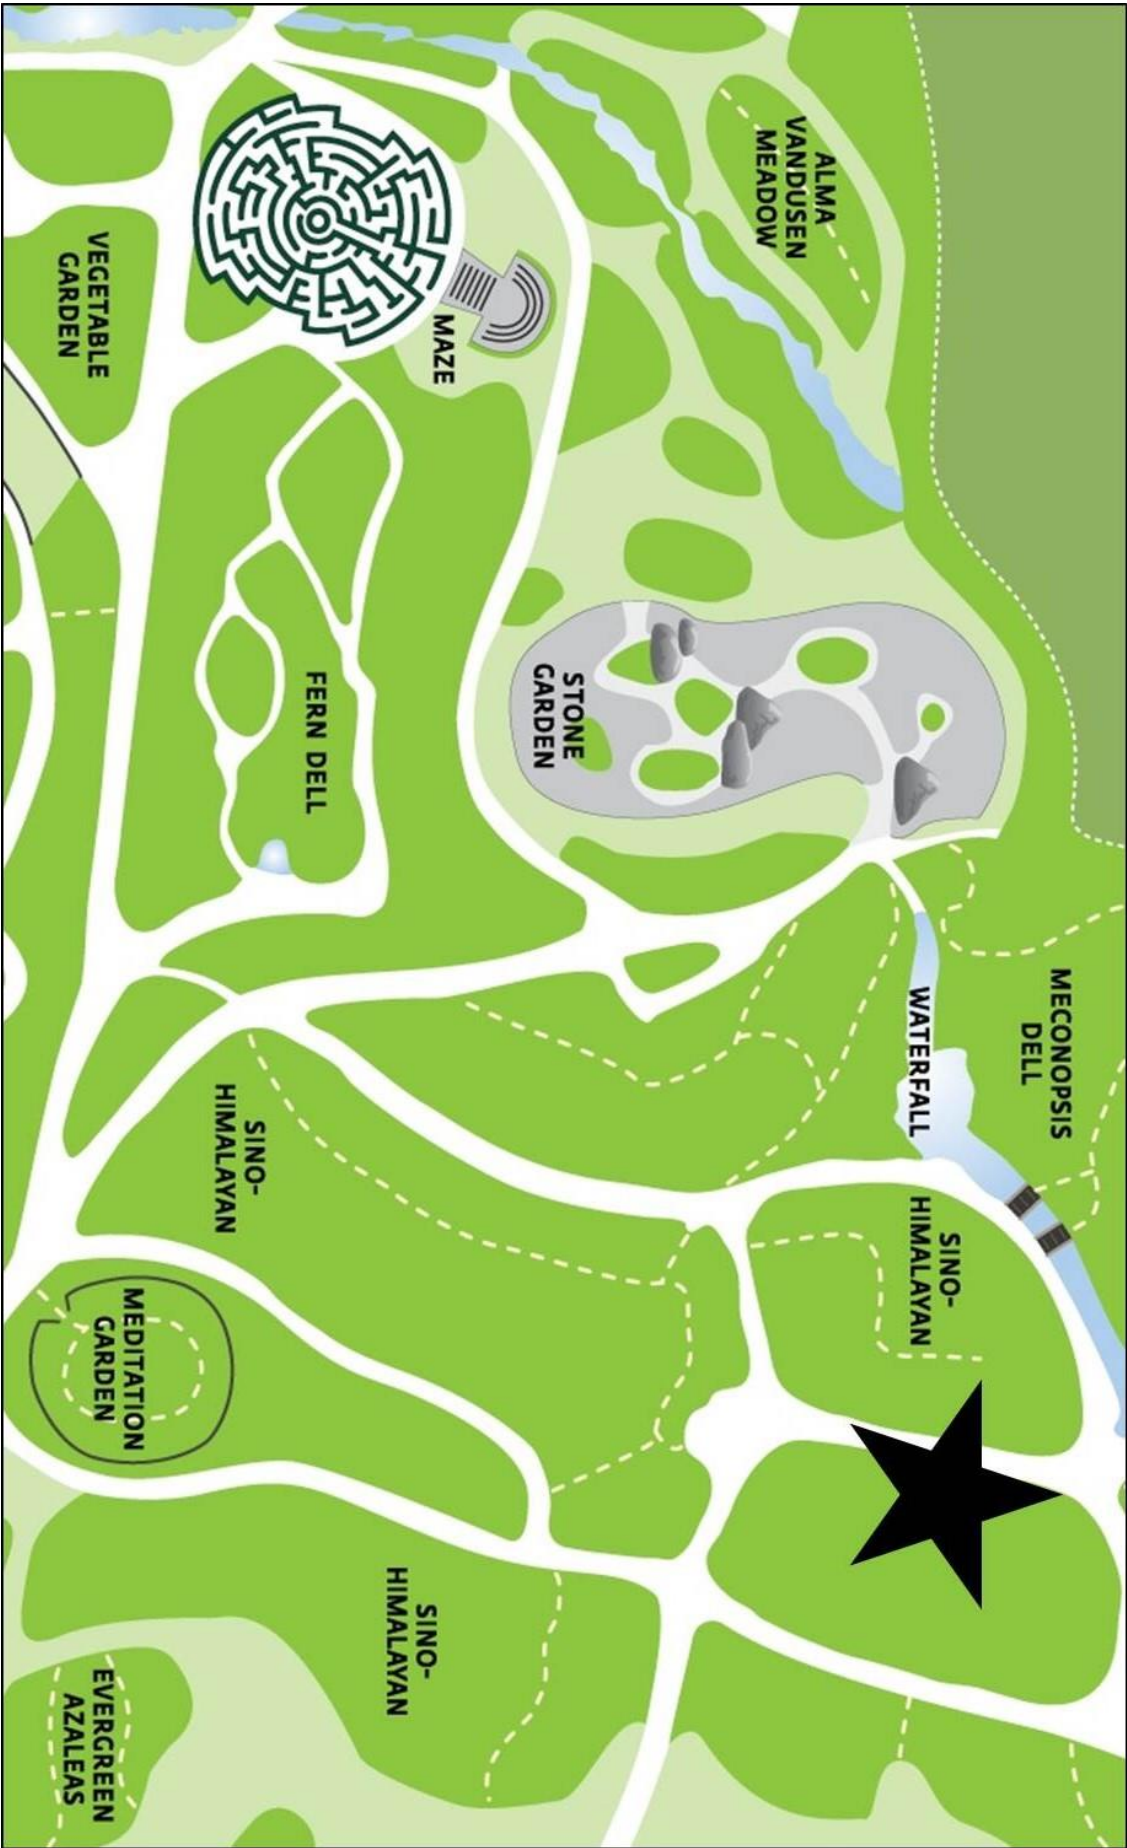 ALMA
VANDUSEN
MEADOW
MAZE
VEGETABLE
GARDEN
STONE
GARDEN
FERN DELL
MECONOPSIS
DELL
WATERFALL
SINO-
HIMALAYAN
SINO-
HIMALAYAN
MEDITATION
GARDEN
SINO-
HIMALAYAN
EVERGREEN
AZALEAS